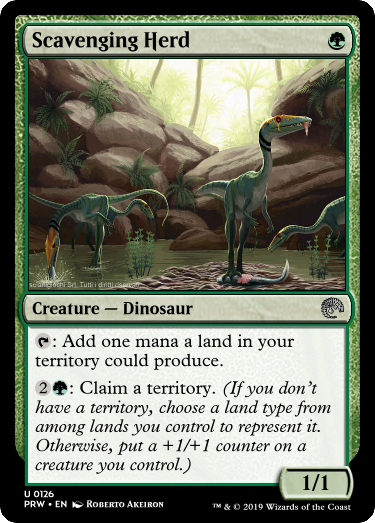 Scavenging Herd
Creature — Dinosaur
: Add one mana a land in your
territory could produce.
2 : Claim a territory. (If you don't
have a territory, choose a land type from
among lands you control to represent it.
Otherwise, put a +1/+1 counter on a
creature you control.)
1/1
U 0126
PRW • EN Roberto Akeiron
™ & © 2019 Wizards of the Coast